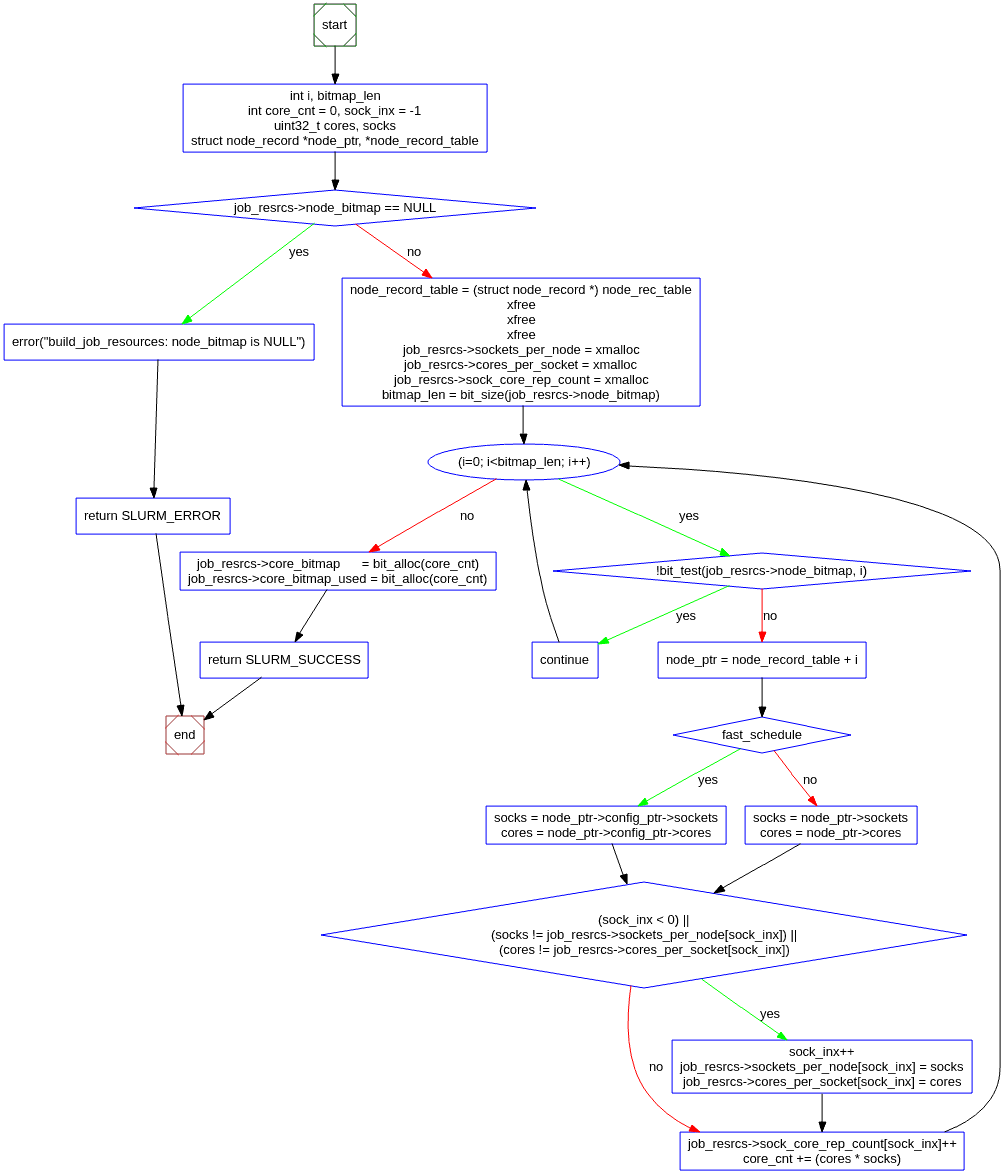 start
int i, bitmap_len
int core_cnt = 0, sock_inx = -1
uint32_t cores, socks
struct node_record *node_ptr, *node_record_table
job_resrcs->node_bitmap == NULL
yes
no
node_record_table = (struct node_record *) node_rec_table
xfree
xfree
xfree
job_resrcs->sockets_per_node = xmalloc
job_resrcs->cores_per_socket = xmalloc
job_resrcs->sock_core_rep_count = xmalloc
bitmap_len = bit_size(job_resrcs->node_bitmap)
error("build_job_resources: node_bitmap is NULL")
(i=0; i<bitmap_len; i++)
no
yes
return SLURM_ERROR
job_resrcs->core_bitmap      = bit_alloc(core_cnt)
job_resrcs->core_bitmap_used = bit_alloc(core_cnt)
!bit_test(job_resrcs->node_bitmap, i)
yes
no
return SLURM_SUCCESS
continue
node_ptr = node_record_table + i
end
fast_schedule
yes
no
socks = node_ptr->config_ptr->sockets
cores = node_ptr->config_ptr->cores
socks = node_ptr->sockets
cores = node_ptr->cores
(sock_inx < 0) ||
(socks != job_resrcs->sockets_per_node[sock_inx]) ||
(cores != job_resrcs->cores_per_socket[sock_inx])
yes
no
sock_inx++
job_resrcs->sockets_per_node[sock_inx] = socks
job_resrcs->cores_per_socket[sock_inx] = cores
job_resrcs->sock_core_rep_count[sock_inx]++
core_cnt += (cores * socks)